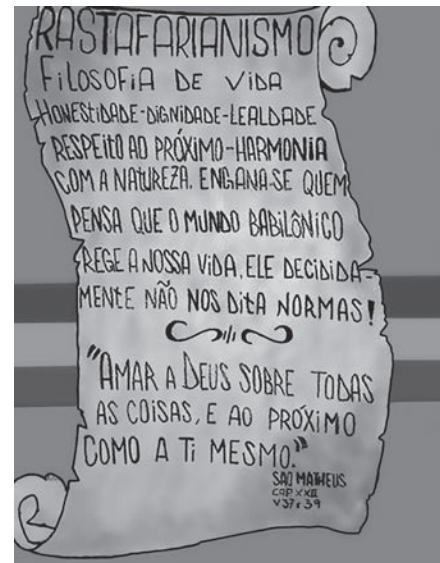 RASTAFARIANISMO
FiLOSOFiA DE ViDA
HONEStiDADE-DiGNiDADE-LEALDADE
RESPEitO AO PRÓXIMO-HARMONIA
COM A NATUREZA. ENGANA-SE QUEM
PENSA QUE O MUNDO BABiLÔNiCO
REGE A NOSSA ViDA, ELE DECiDiDA-
MENTE NÃO NOS DitA NORMAS!
"AMAR A DEUS SOBRE TODAS
AS COISAS, E AO PRÓXiMO
COMO A Ti MESMO."
SÃO MATHEUS
CAP XXII
V37 e 39